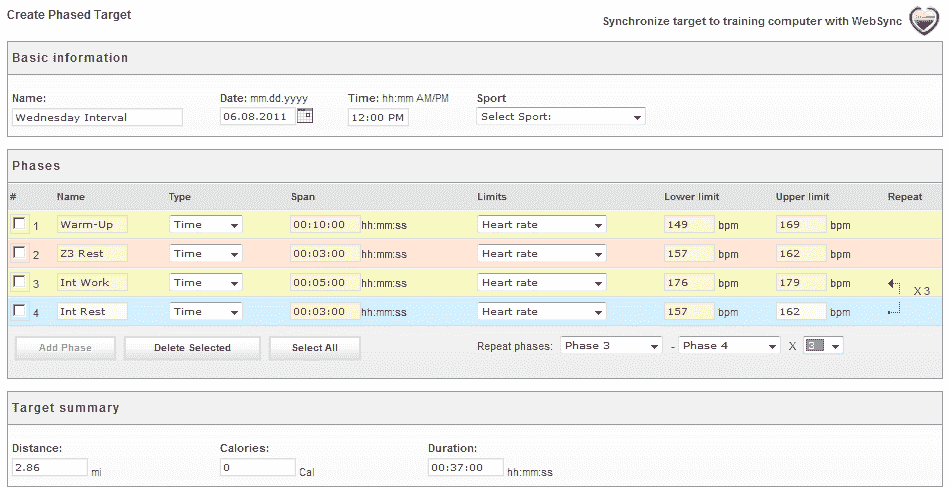 Create Phased Target
Synchronize target to training computer with WebSync
Basic information
Name: Date: mm.dd.yyyy Time: hh:mm AM/PM Sport
Wednesday Interval 06.08.2011 12:00 PM Select Sport:
Phases
# Name Type Span Limits Lower limit Upper limit Repeat
1 Warm-Up Time 00:10:00 hh:mm:ss Heart rate 149 bpm 169 bpm
2 Z3 Rest Time 00:03:00 hh:mm:ss Heart rate 157 bpm 162 bpm
3 Int Work Time 00:05:00 hh:mm:ss Heart rate 176 bpm 179 bpm
X 3
4 Int Rest Time 00:03:00 hh:mm:ss Heart rate 157 bpm 162 bpm
Add Phase Delete Selected Select All Repeat phases: Phase 3 - Phase 4 X 3
Target summary
Distance: Calories: Duration:
2.86 mi 0 Cal 00:37:00 hh:mm:ss